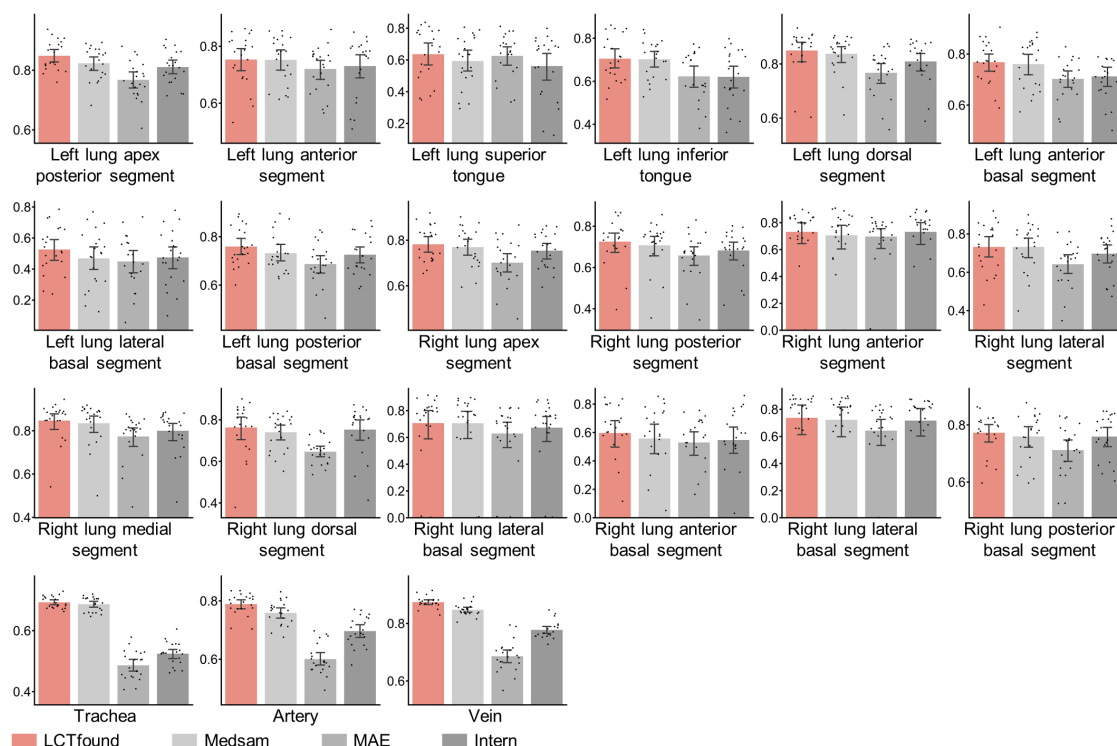 0.8
0.6
Left lung apex
posterior segment
0.8
0.6
Left lung anterior
segment
0.8
0.6
0.4
0.2
Left lung superior
tongue
0.8
0.6
0.4
Left lung inferior
tongue
0.8
0.6
Left lung dorsal
segment
0.8
0.6
Left lung anterior
basal segment
0.8
0.6
0.4
0.2
Left lung lateral
basal segment
0.8
0.6
Left lung posterior
basal segment
0.8
0.6
Right lung apex
segment
0.8
0.6
0.4
Right lung posterior
segment
0.8
0.6
0.4
0.2
0.0
Right lung anterior
segment
0.8
0.6
0.4
Right lung lateral
segment
0.8
0.6
0.4
Right lung medial
segment
0.8
0.6
0.4
Right lung dorsal
segment
0.8
0.6
0.4
0.2
0.0
Right lung lateral
basal segment
0.8
0.6
0.4
0.2
0.0
Right lung anterior
basal segment
0.8
0.6
0.4
0.2
0.0
Right lung lateral
basal segment
0.8
0.6
Right lung posterior
basal segment
0.6
0.4
Trachea
0.8
0.6
Artery
0.8
0.6
Vein
LCTfound Medsam MAE Intern